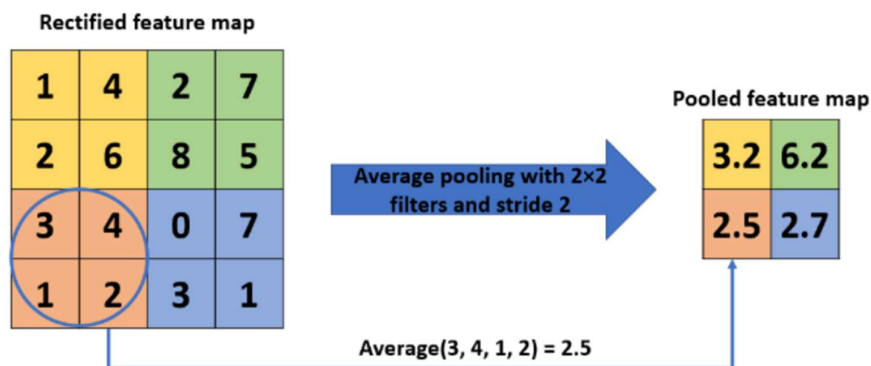 Rectified feature map
1 4 2 7
2 6 8 5
3 4 0 7
1 2 3 1
Average pooling with 2×2
filters and stride 2
Pooled feature map
3.2 6.2
2.5 2.7
Average(3, 4, 1, 2) = 2.5